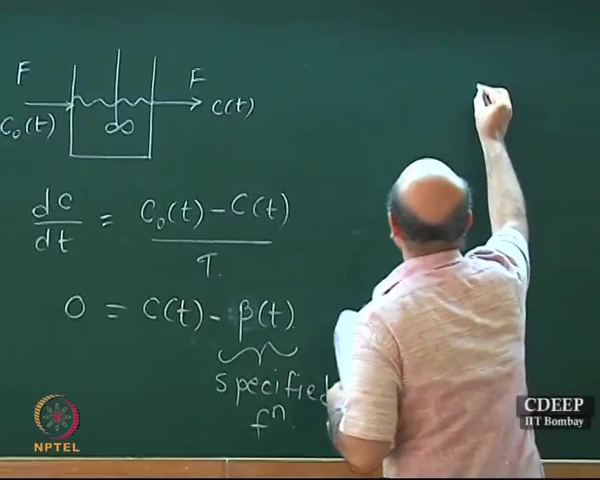 F
F
C₀(t)
∞
C(t)
dc/dt = (C₀(t) - C(t))/τ
0 = C(t) - β(t)
specified
fⁿ.
NPTEL
CDEEP
IIT Bombay